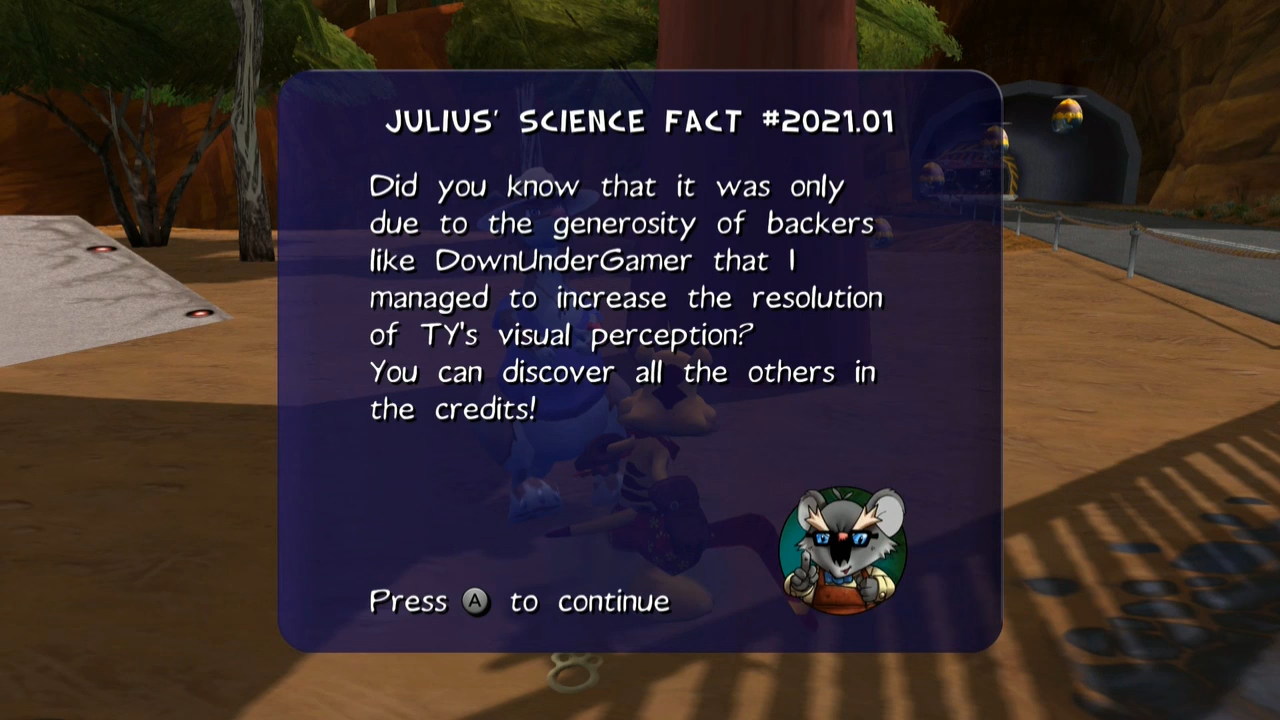 JULIUS' SCIENCE FACT #2021.01
Did you know that it was only
due to the generosity of backers
like DownUnderGamer that I
managed to increase the resolution
of TY's visual perception?
You can discover all the others in
the credits!
Press A to continue